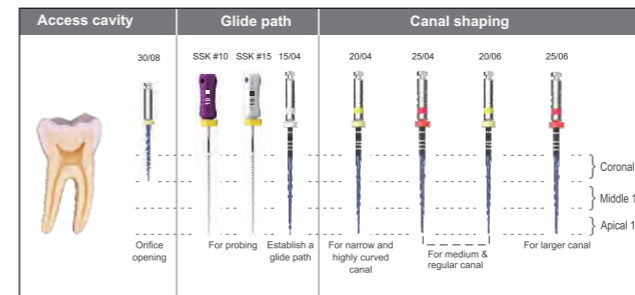 Access cavity
Glide path
Canal shaping
30/08
SSK #10
SSK #15
15/04
20/04
25/04
20/06
25/06
10
15
Coronal
Middle 1
Apical 1
Orifice
opening
For probing
Establish a
glide path
For narrow and
highly curved
canal
For medium &
regular canal
For larger canal